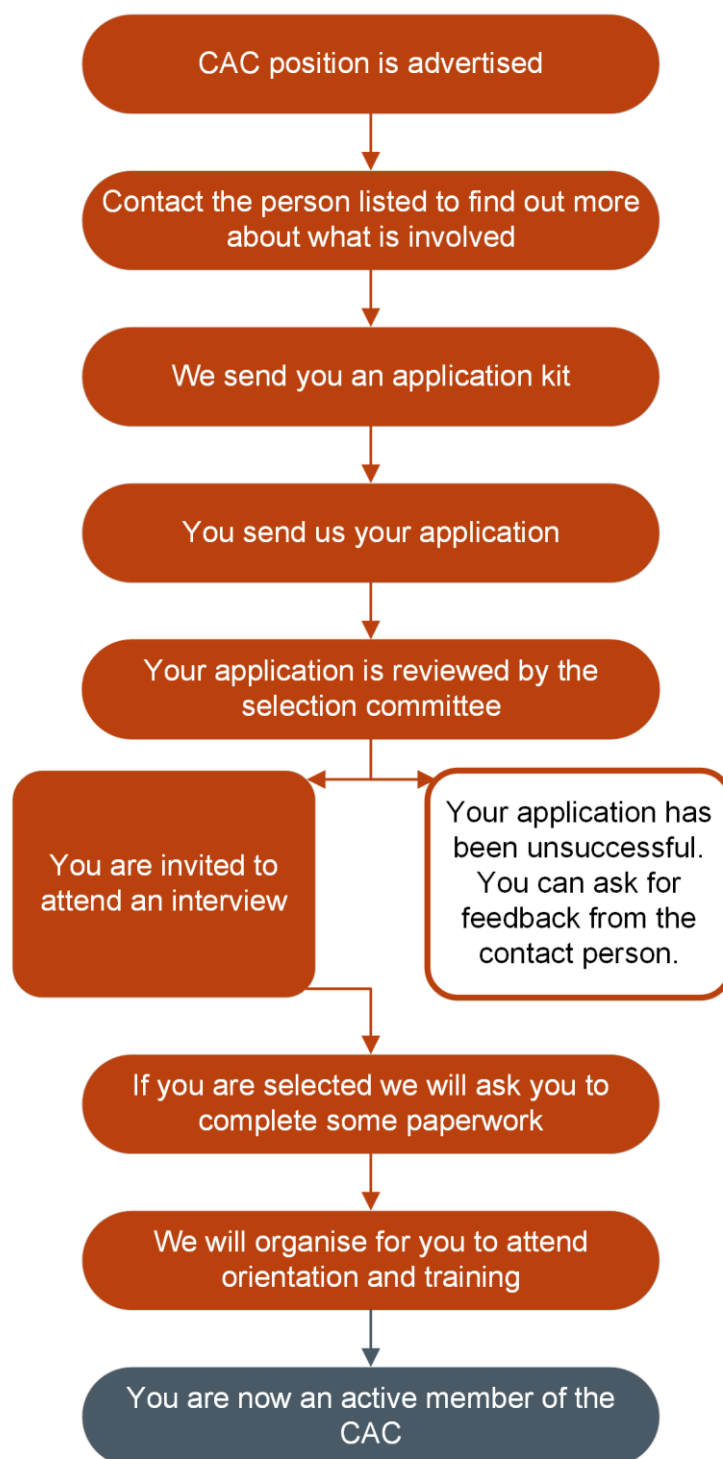 CAC position is advertised
Contact the person listed to find out more
about what is involved
We send you an application kit
You send us your application
Your application is reviewed by the
selection committee
You are invited to
attend an interview
Your application has
been unsuccessful.
You can ask for
feedback from the
contact person.
If you are selected we will ask you to
complete some paperwork
We will organise for you to attend
orientation and training
You are now an active member of the
CAC